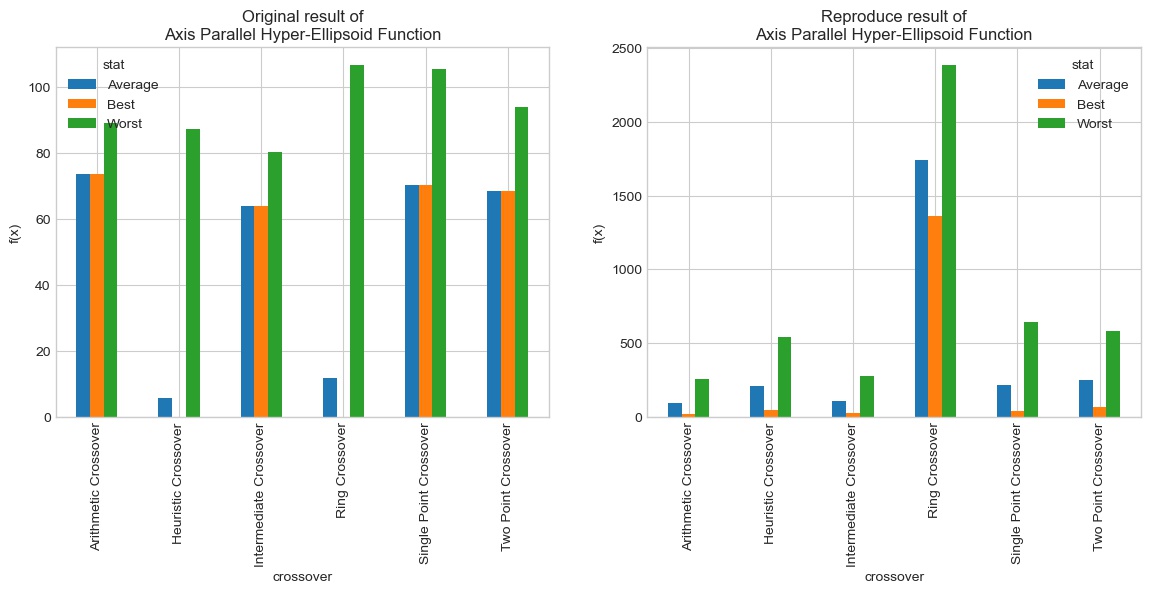 Original result of
Axis Parallel Hyper-Ellipsoid Function
stat
Average
Best
Worst
100
80
60
40
20
0
f(x)
Arithmetic Crossover
Heuristic Crossover
Intermediate Crossover
Ring Crossover
Single Point Crossover
Two Point Crossover
crossover
Reproduce result of
Axis Parallel Hyper-Ellipsoid Function
stat
Average
Best
Worst
2500
2000
1500
1000
500
0
f(x)
Arithmetic Crossover
Heuristic Crossover
Intermediate Crossover
Ring Crossover
Single Point Crossover
Two Point Crossover
crossover